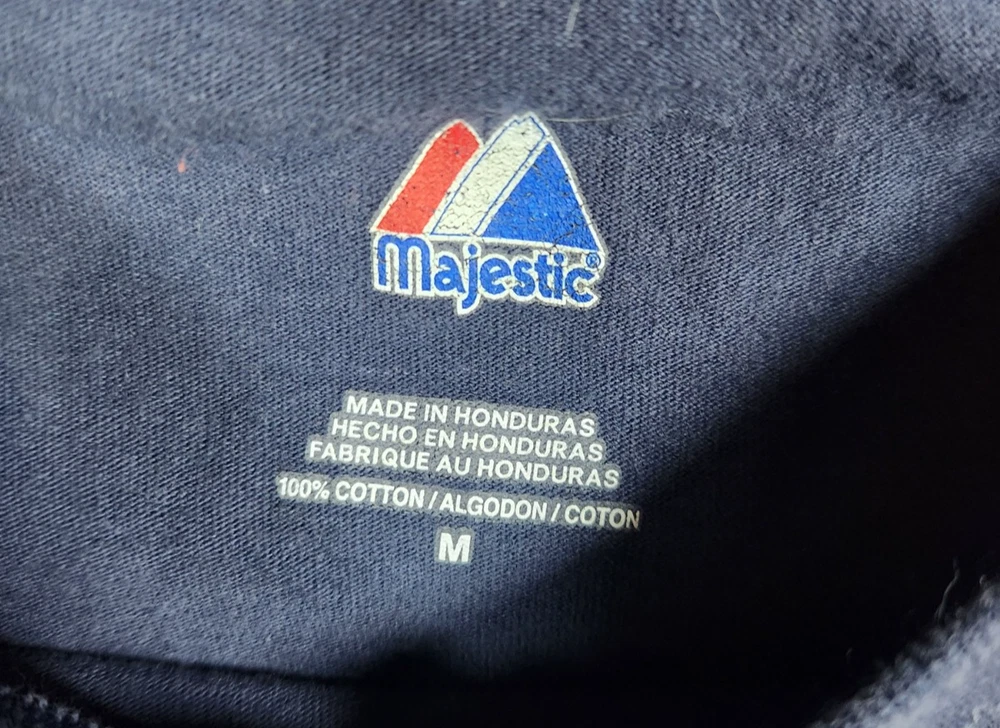 Majestic®
MADE IN HONDURAS
HECHO EN HONDURAS
FABRIQUE AU HONDURAS
100% COTTON / ALGODON / COTON
M